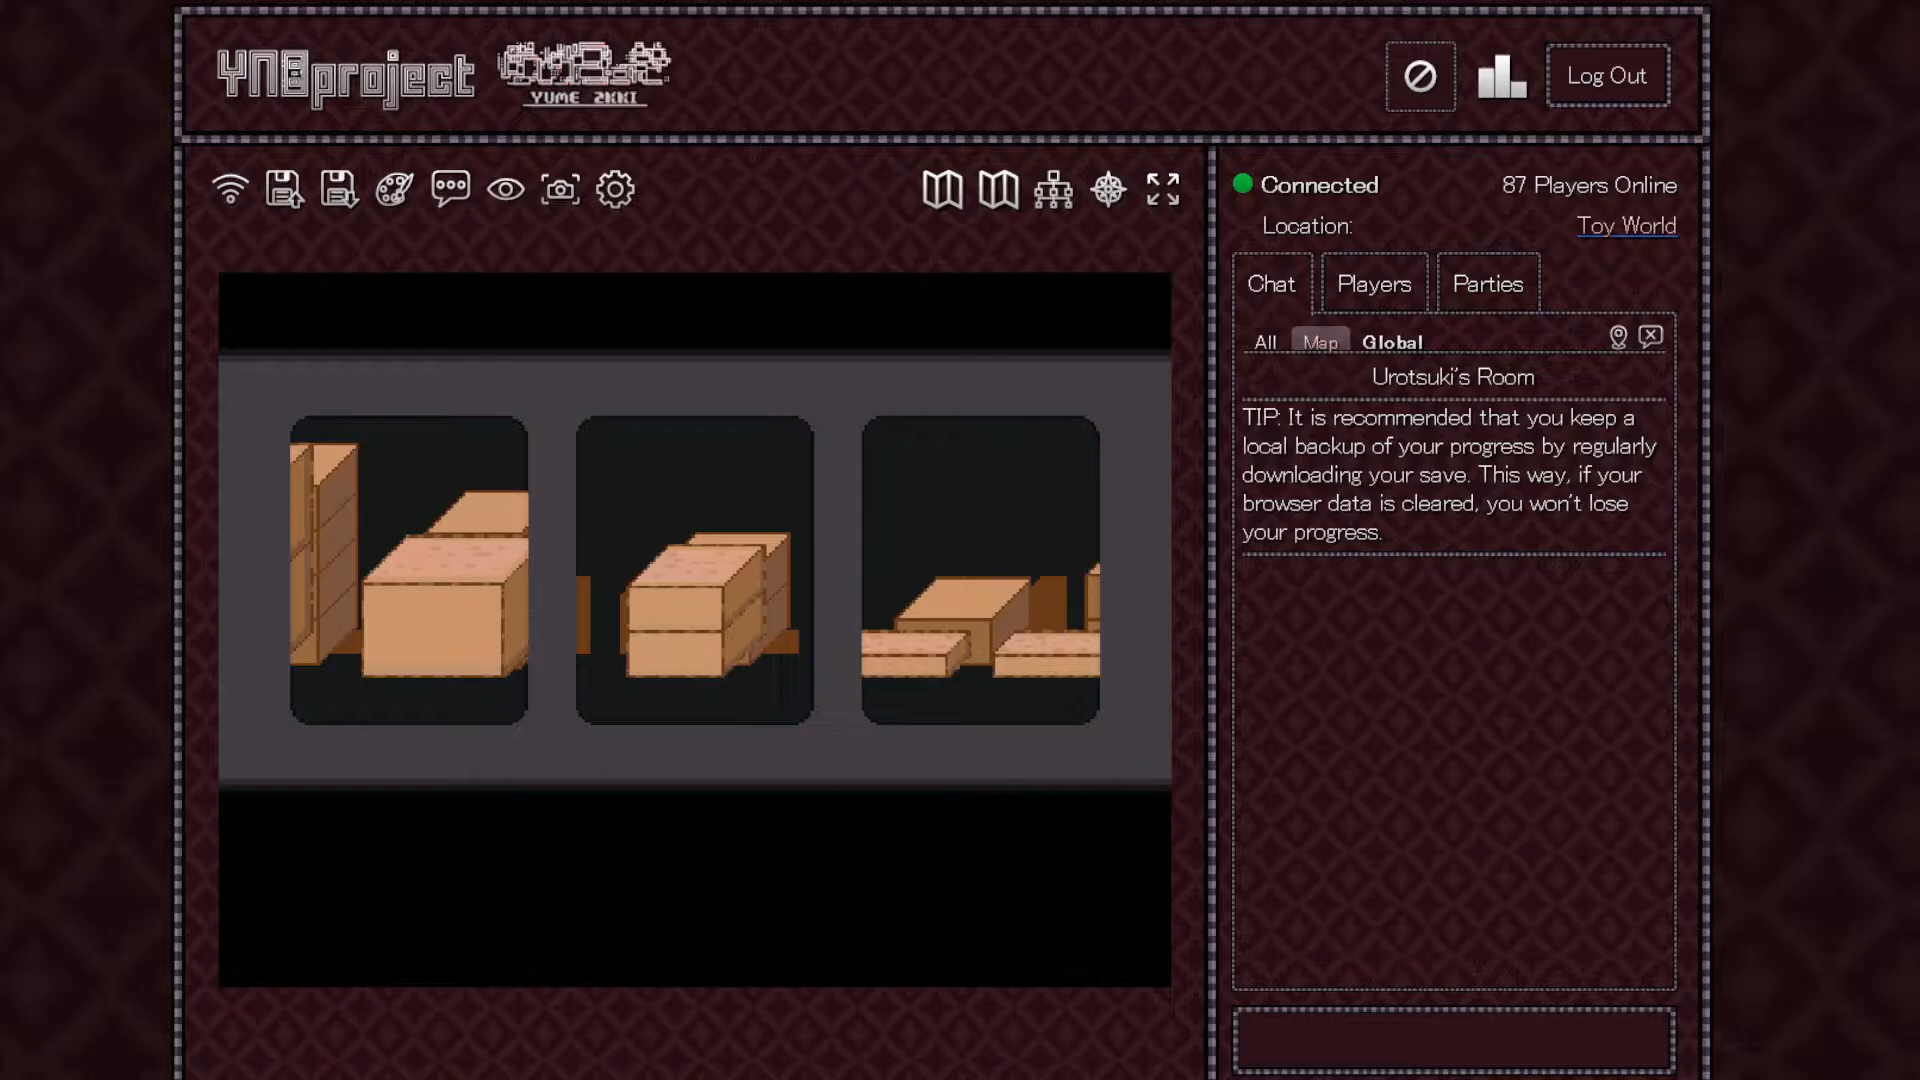 YNOproject
YUME 2KKI
Log Out
Connected
87 Players Online
Location:
Toy World
Chat
Players
Parties
All
Map
Global
Urotsuki's Room
TIP: It is recommended that you keep a
local backup of your progress by regularly
downloading your save. This way, if your
browser data is cleared, you won't lose
your progress.